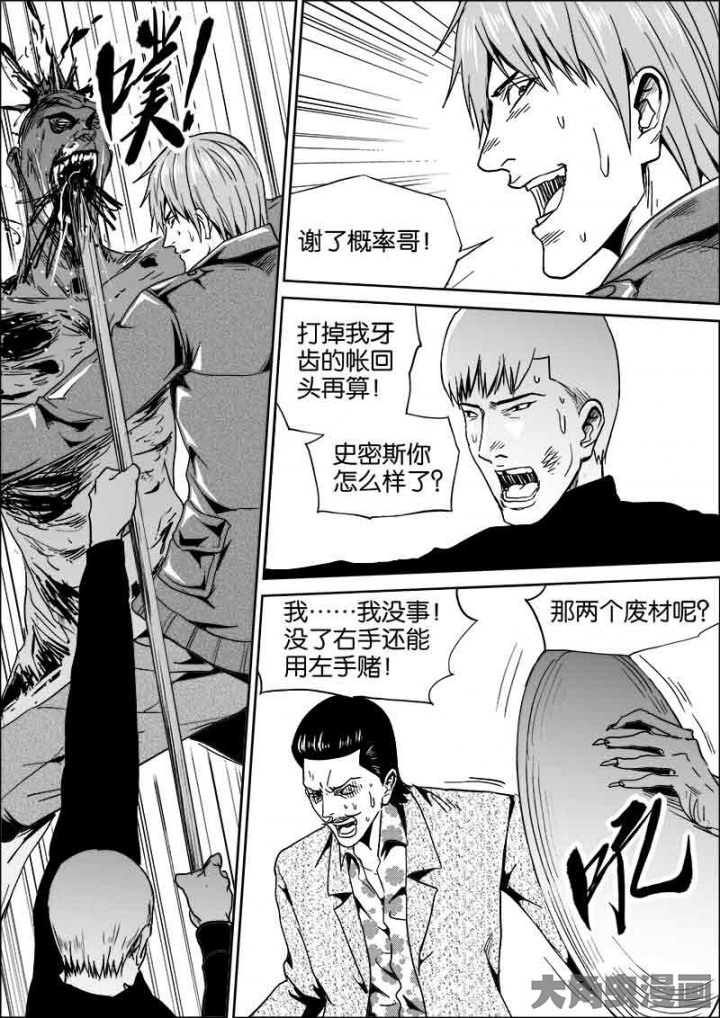 噗!
谢了概率哥!
打掉我牙
齿的帐回
头再算!
史密斯你
怎么样了?
我……我没事!
没了右手还能
用左手赌!
那两个废材呢?
吼
大角虫漫画